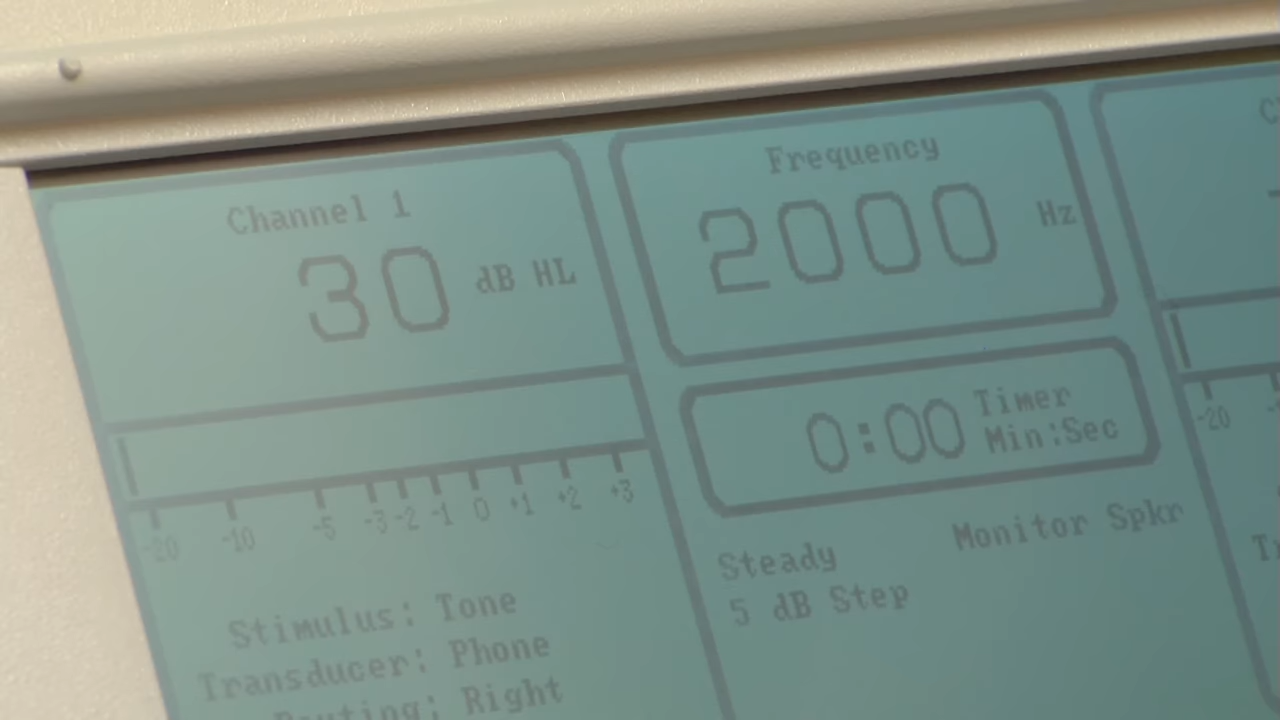 Channel 1
30 dB HL
-20 -10 -5 -3 -2 -1 0 +1 +2 +3
Stimulus: Tone
Transducer: Phone
Routing: Right
Frequency
2000 Hz
0:00 Timer
Min:Sec
Steady
Monitor Spkr
5 dB Step
-20